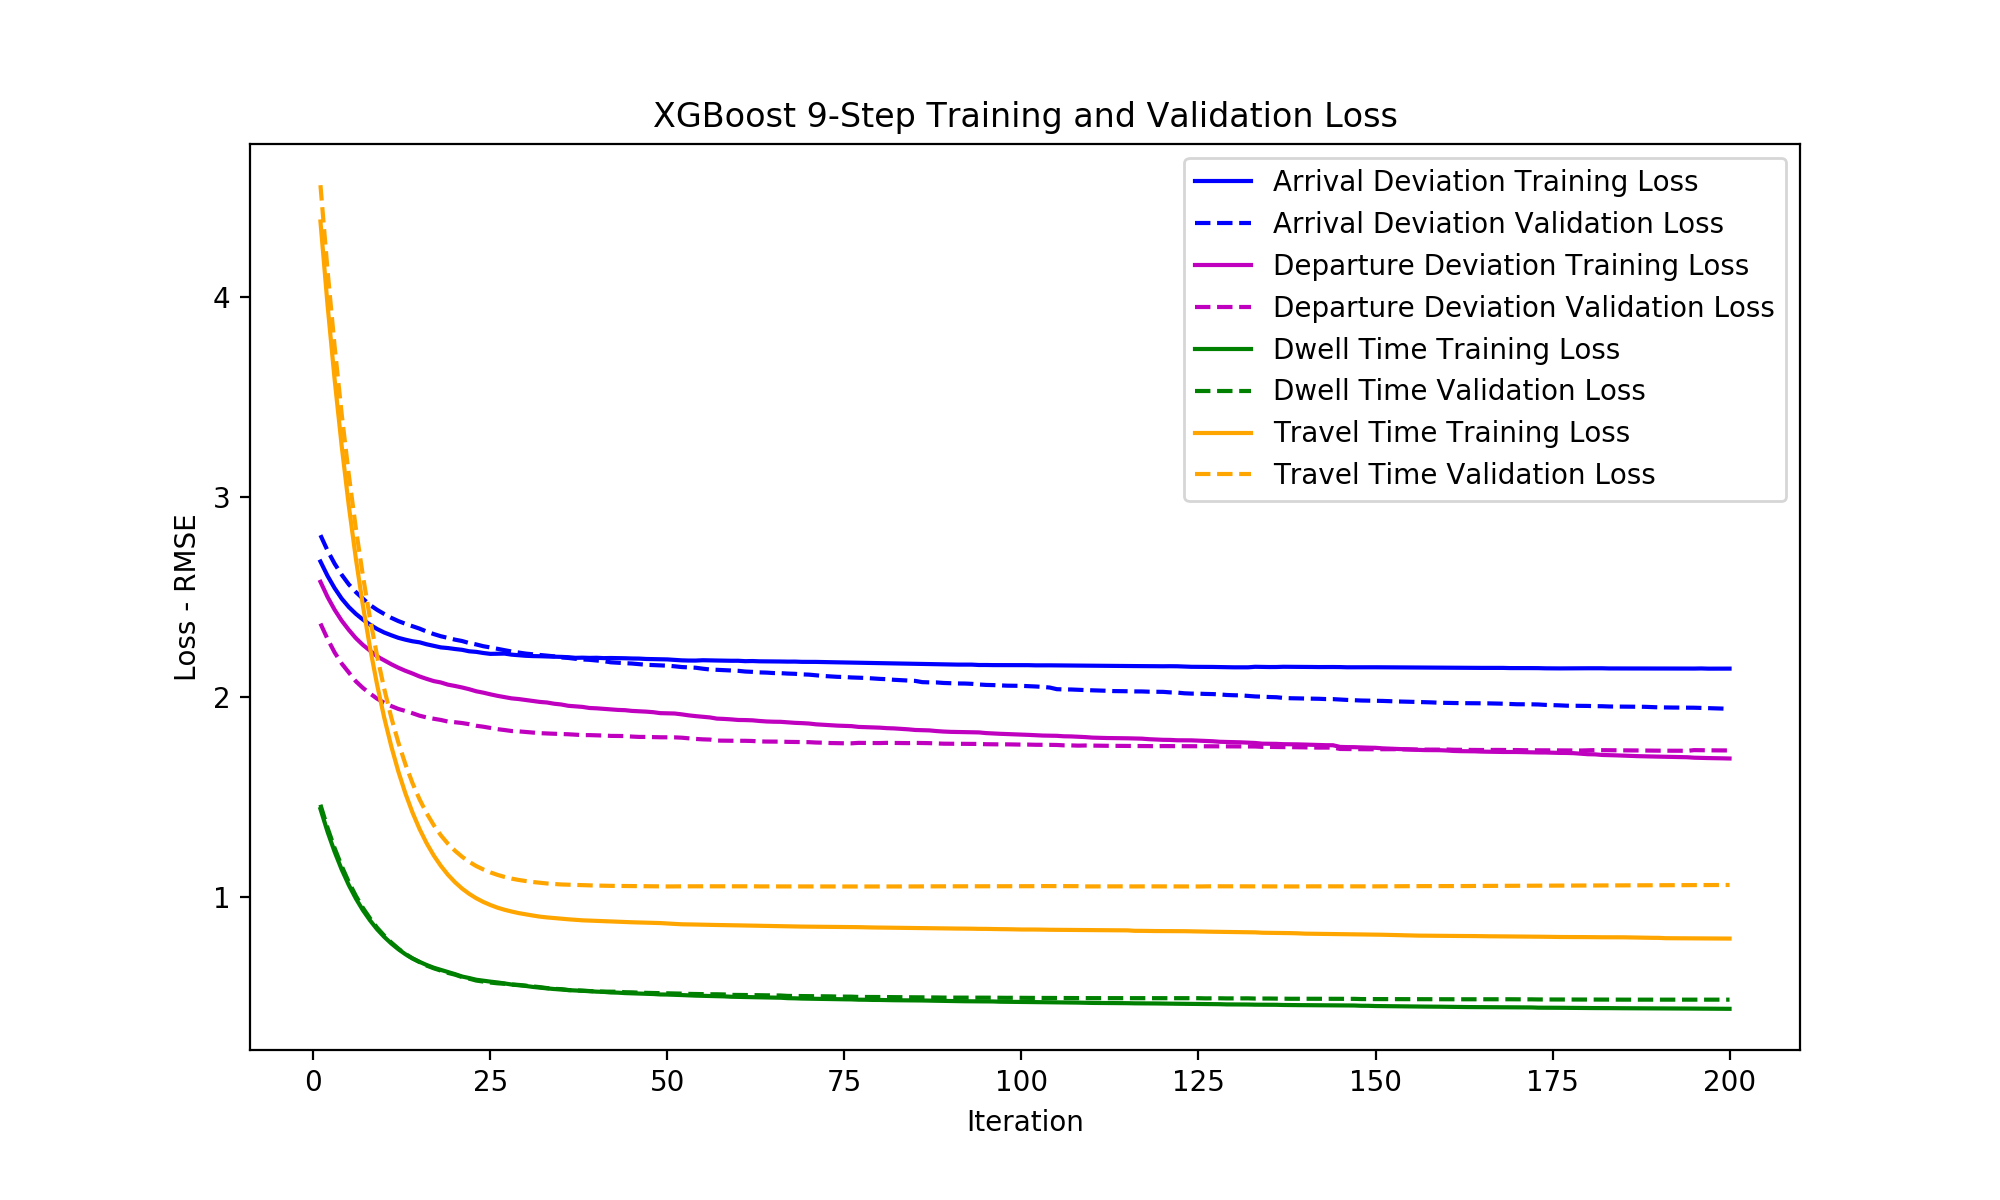 XGBoost 9-Step Training and Validation Loss
Arrival Deviation Training Loss
Arrival Deviation Validation Loss
Departure Deviation Training Loss
Departure Deviation Validation Loss
Dwell Time Training Loss
Dwell Time Validation Loss
Travel Time Training Loss
Travel Time Validation Loss
Loss - RMSE
4
3
2
1
0 25 50 75 100 125 150 175 200
Iteration